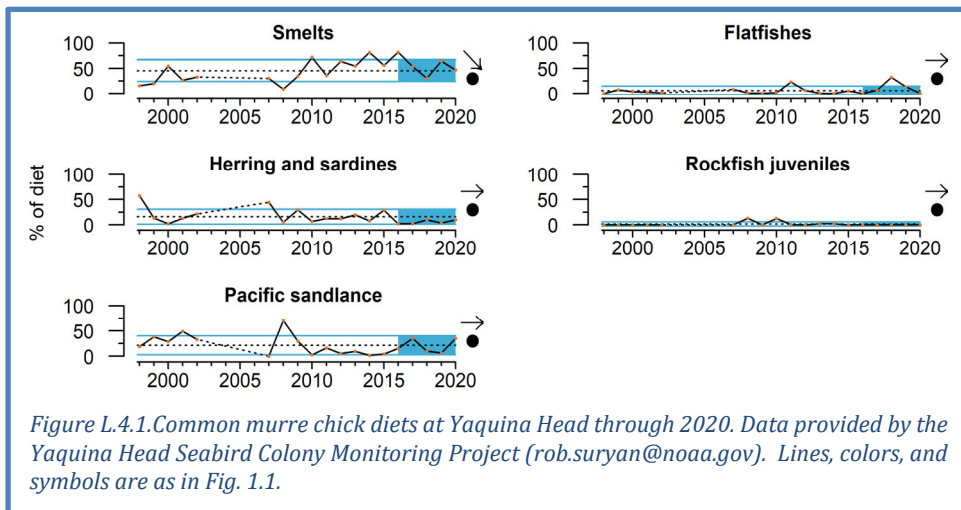 Smelts
100
50
0
2000 2005 2010 2015 2020
Flatfishes
100
50
0
2000 2005 2010 2015 2020
% of diet
Herring and sardines
100
50
0
2000 2005 2010 2015 2020
Rockfish juveniles
100
50
0
2000 2005 2010 2015 2020
Pacific sandlance
100
50
0
2000 2005 2010 2015 2020
Figure L.4.1.Common murre chick diets at Yaquina Head through 2020. Data provided by the
Yaquina Head Seabird Colony Monitoring Project (rob.suryan@noaa.gov). Lines, colors, and
symbols are as in Fig. 1.1.